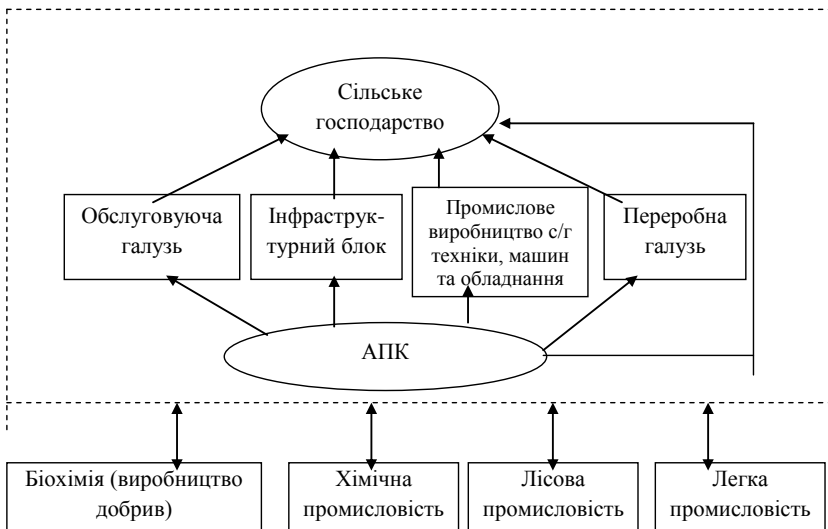 Сільське
господарство
Обслуговуюча
галузь
Інфраструк-
турний блок
Промислове
виробництво с/г
техніки, машин
та обладнання
Переробна
галузь
АПК
Біохімія (виробництво
добрив)
Хімічна
промисловість
Лісова
промисловість
Легка
промисловість